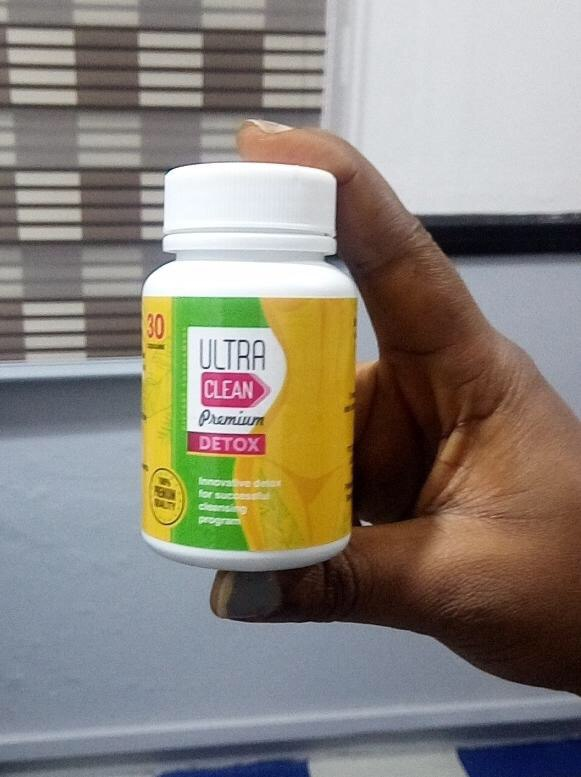 30
ULTRA
CLEAN
Premium
DETOX
Innovative detox
for successful
cleansing
program
100%
PREMIUM
QUALITY